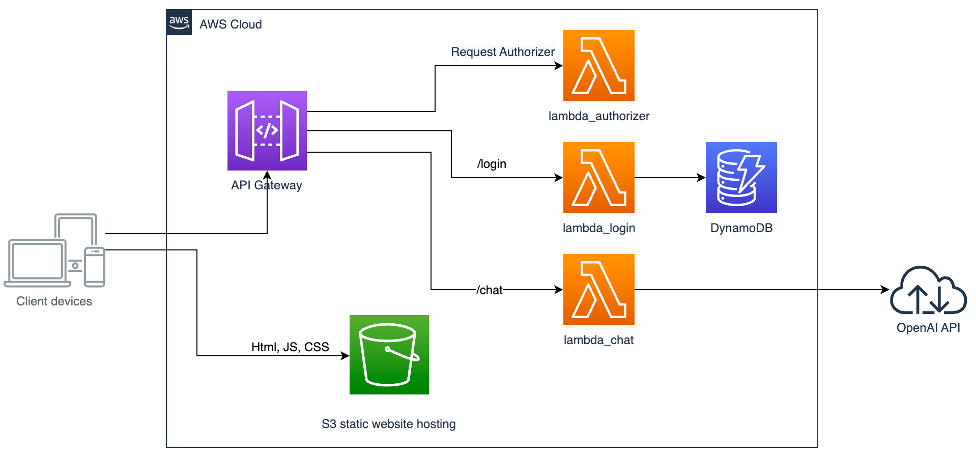 aws
AWS Cloud
Request Authorizer
lambda_authorizer
API Gateway
/login
lambda_login
DynamoDB
Client devices
/chat
lambda_chat
OpenAI API
Html, JS, CSS
S3 static website hosting